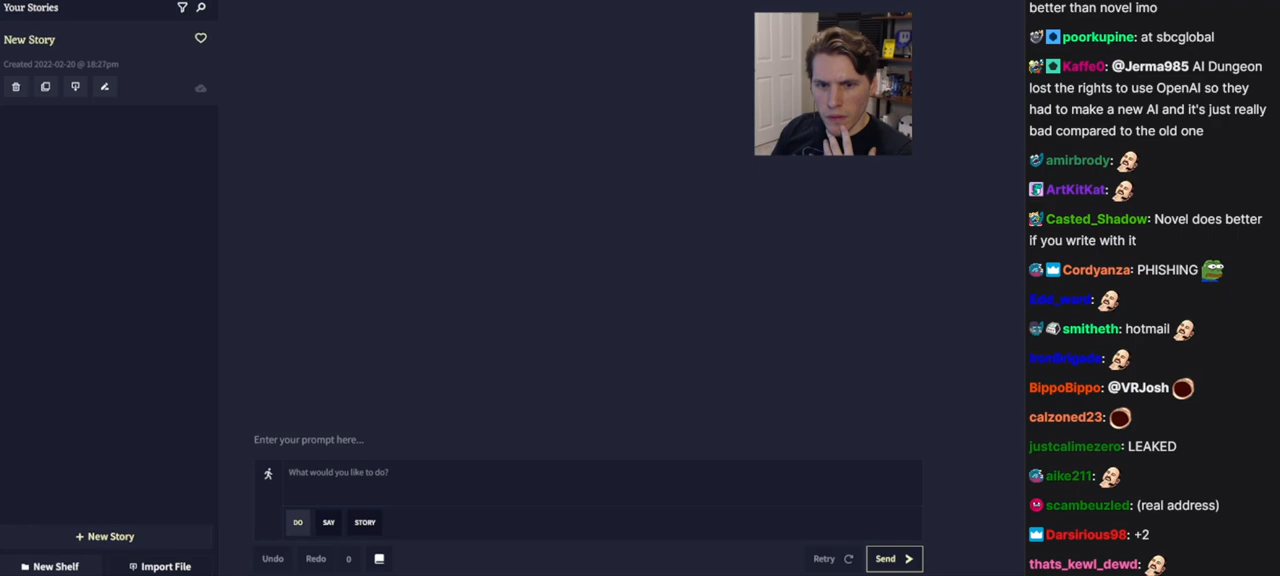 Your Stories
New Story
Created 2022-02-20 @ 18:27pm
Enter your prompt here...
What would you like to do?
DO
SAY
STORY
+ New Story
New Shelf
Import File
Undo
Redo
0
Retry
Send
better than novel imo
poorkupine: at sbcglobal
Kaffe0: @Jerma985 AI Dungeon
lost the rights to use OpenAI so they
had to make a new AI and it's just really
bad compared to the old one
amirbrody:
ArtKitKat:
Casted_Shadow: Novel does better
if you write with it
Cordyanza: PHISHING
Edd_ward:
smitheth: hotmail
IronBrigade:
BippoBippo: @VRJosh
calzoned23:
justcalimezero: LEAKED
aike211:
scambeuzled: (real address)
Darsirious98: +2
thats_kewl_dewd: